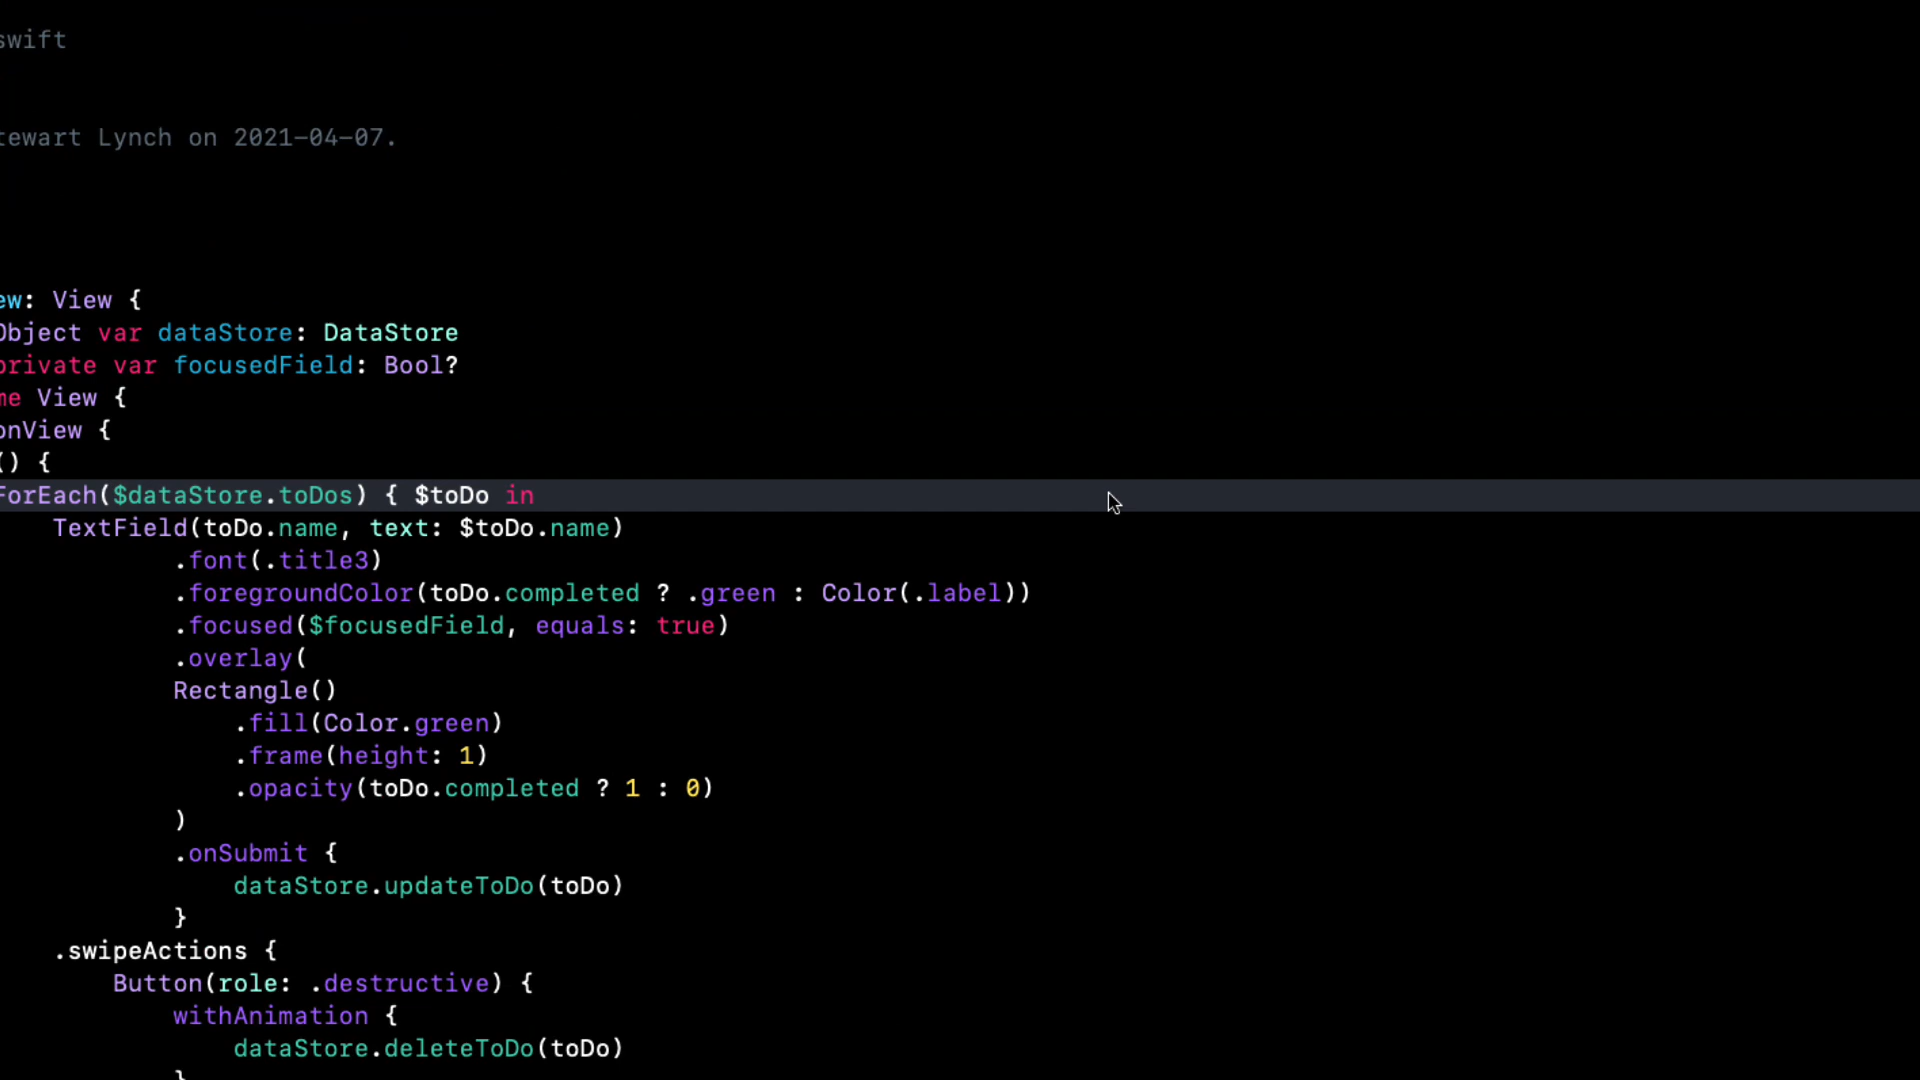 swift
tewart Lynch on 2021-04-07.
ew: View {
Object var dataStore: DataStore
private var focusedField: Bool?
me View {
onView {
() {
ForEach($dataStore.toDos) { $toDo in
TextField(toDo.name, text: $toDo.name)
.font(.title3)
.foregroundColor(toDo.completed ? .green : Color(.label))
.focused($focusedField, equals: true)
.overlay(
Rectangle()
.fill(Color.green)
.frame(height: 1)
.opacity(toDo.completed ? 1 : 0)
)
.onSubmit {
dataStore.updateToDo(toDo)
}
.swipeActions {
Button(role: .destructive) {
withAnimation {
dataStore.deleteToDo(toDo)
}